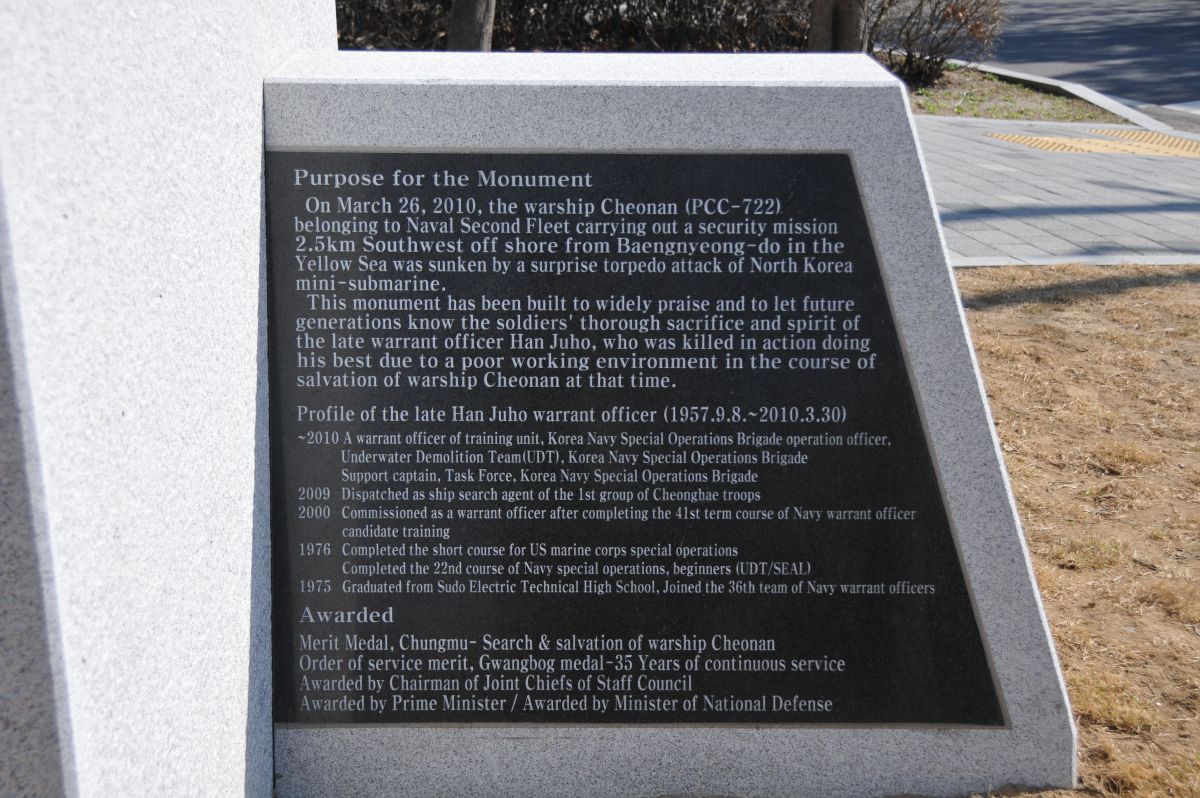 Purpose for the Monument
On March 26, 2010, the warship Cheonan (PCC-722)
belonging to Naval Second Fleet carrying out a security mission
2.5km Southwest off shore from Baengnyeong-do in the
Yellow Sea was sunken by a surprise torpedo attack of North Korea
mini-submarine.
This monument has been built to widely praise and to let future
generations know the soldiers' thorough sacrifice and spirit of
the late warrant officer Han Juho, who was killed in action doing
his best due to a poor working environment in the course of
salvation of warship Cheonan at that time.
Profile of the late Han Juho warrant officer (1957.9.8.~2010.3.30)
~2010 A warrant officer of training unit, Korea Navy Special Operations Brigade operation officer,
Underwater Demolition Team(UDT), Korea Navy Special Operations Brigade
Support captain, Task Force, Korea Navy Special Operations Brigade
2009 Dispatched as ship search agent of the 1st group of Cheonghae troops
2000 Commissioned as a warrant officer after completing the 41st term course of Navy warrant officer
candidate training
1976 Completed the short course for US marine corps special operations
Completed the 22nd course of Navy special operations, beginners (UDT/SEAL)
1975 Graduated from Sudo Electric Technical High School, Joined the 36th team of Navy warrant officers
Awarded
Merit Medal, Chungmu- Search & salvation of warship Cheonan
Order of service merit, Gwangbog medal-35 Years of continuous service
Awarded by Chairman of Joint Chiefs of Staff Council
Awarded by Prime Minister / Awarded by Minister of National Defense